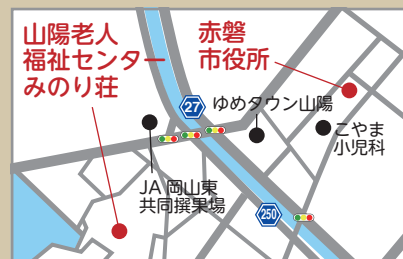 山陽老人
福祉センター
みのり荘
赤磐
市役所
27
ゆめタウン山陽
こやま
小児科
JA岡山東
共同撰果場
250